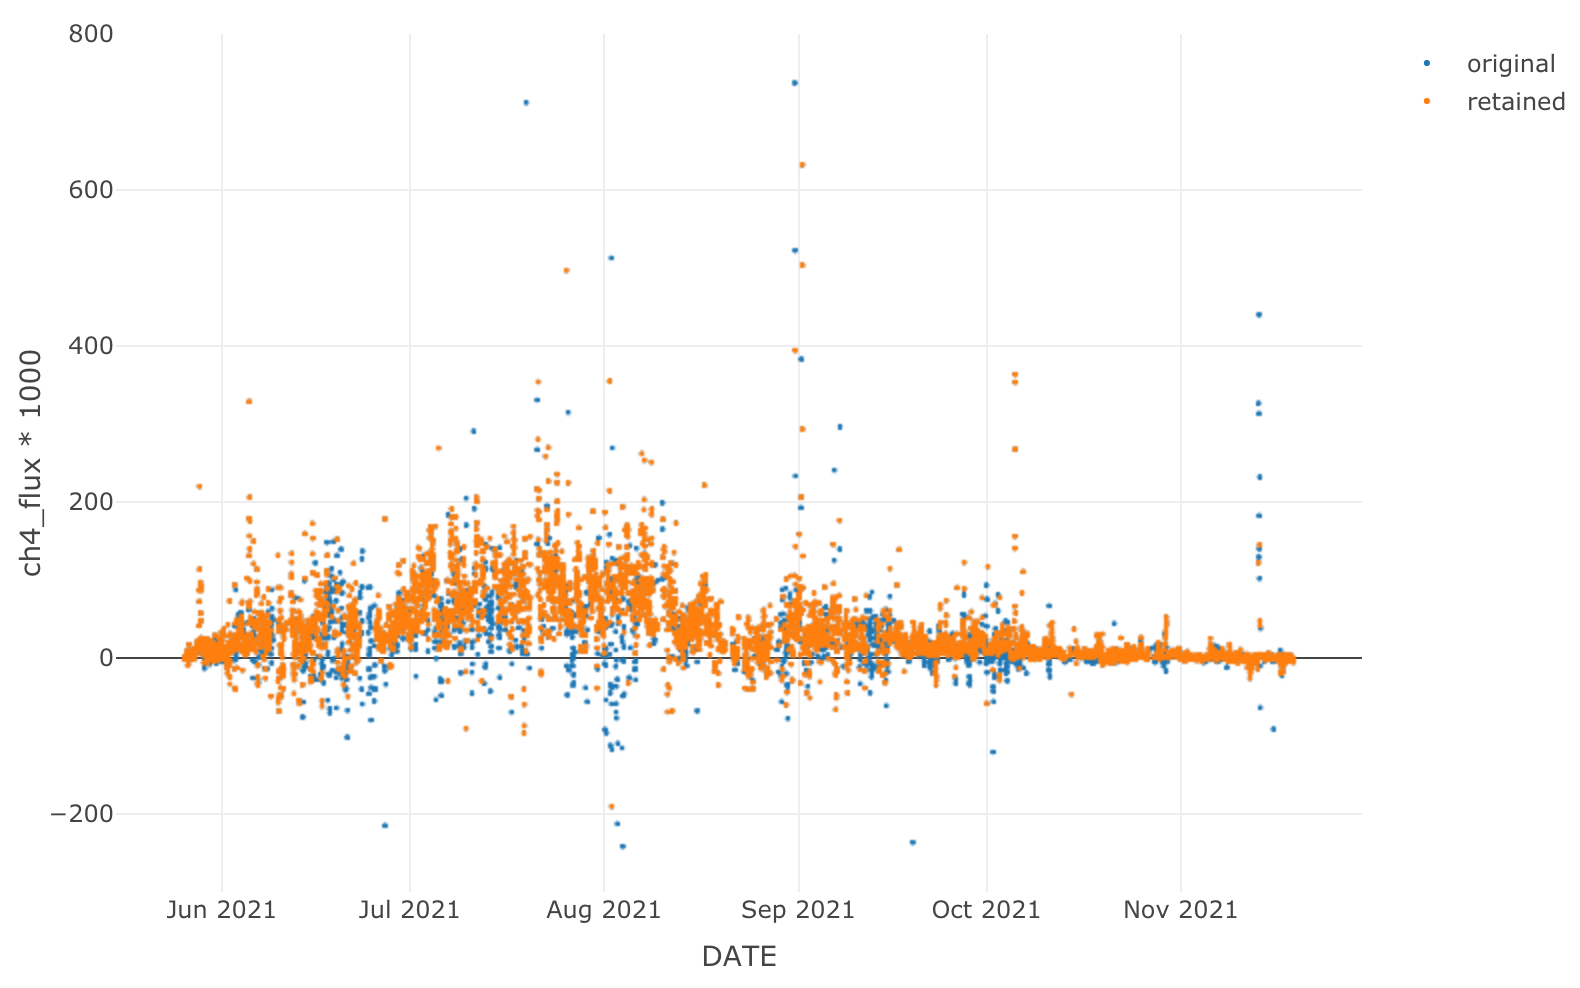 800
600
400
200
0
−200
ch4_flux * 1000
Jun 2021
Jul 2021
Aug 2021
Sep 2021
Oct 2021
Nov 2021
DATE
original
retained